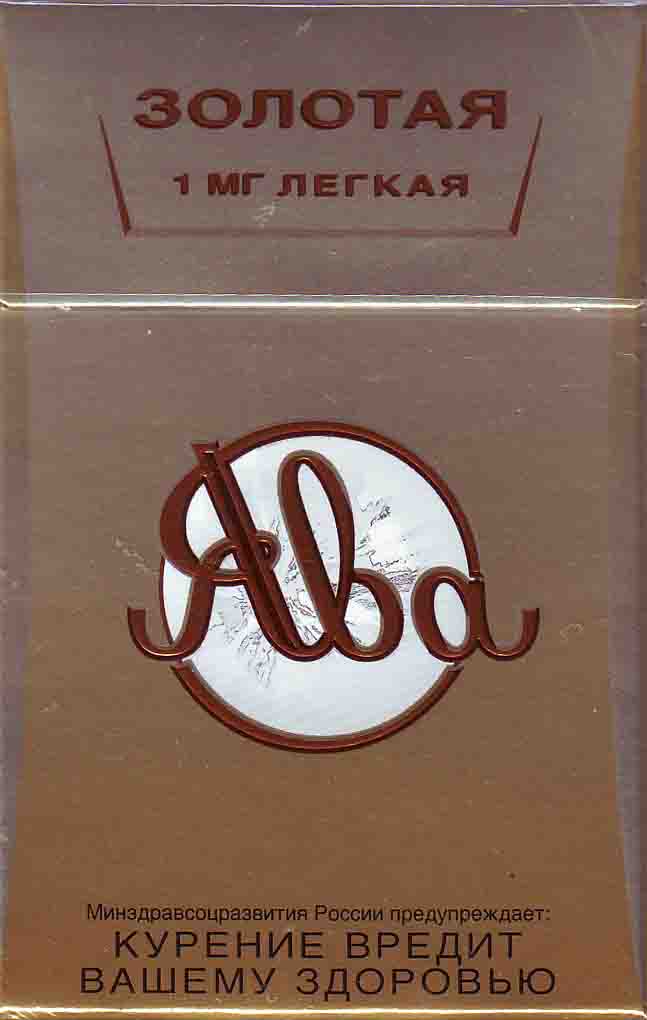 ЗОЛОТАЯ
1 МГ ЛЕГКАЯ
Ява
Минздравсоцразвития России предупреждает:
КУРЕНИЕ ВРЕДИТ
ВАШЕМУ ЗДОРОВЬЮ